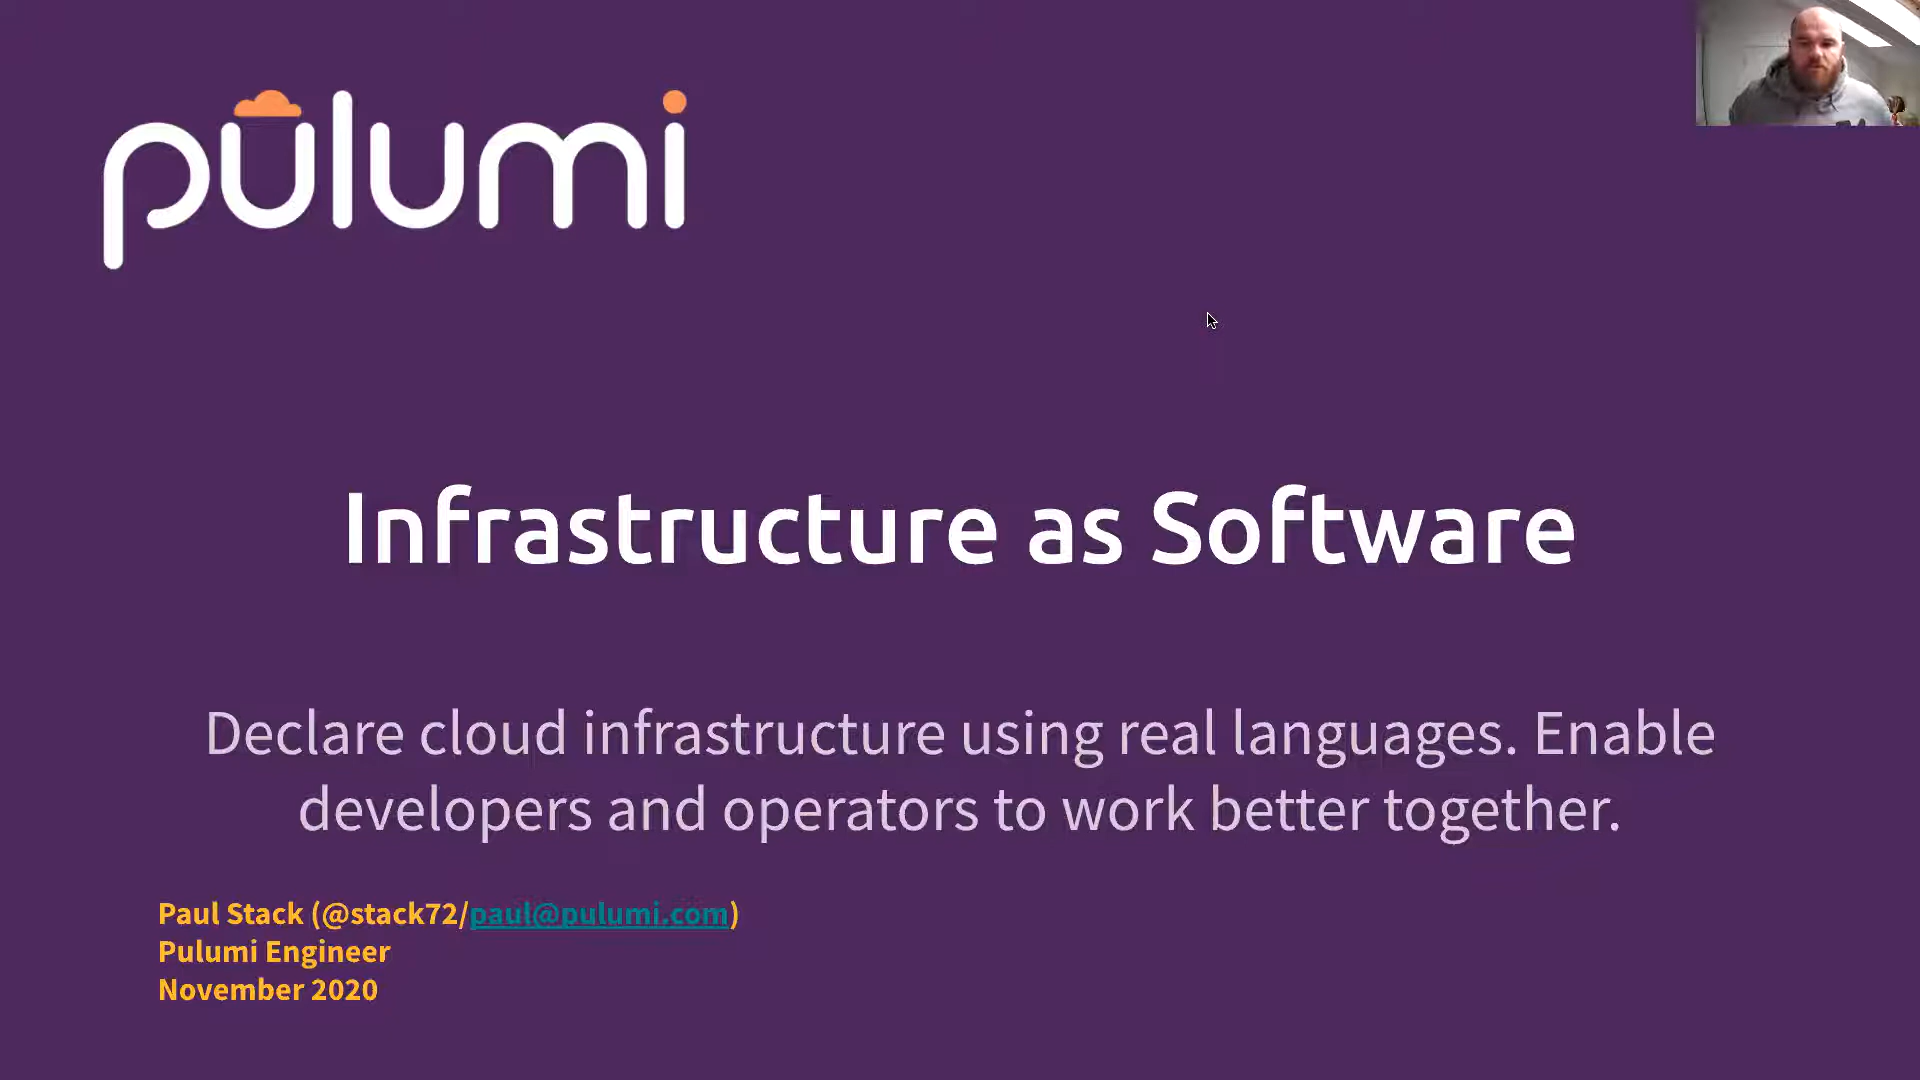 pulumi
Infrastructure as Software
Declare cloud infrastructure using real languages. Enable
developers and operators to work better together.
Paul Stack (@stack72/paul@pulumi.com)
Pulumi Engineer
November 2020